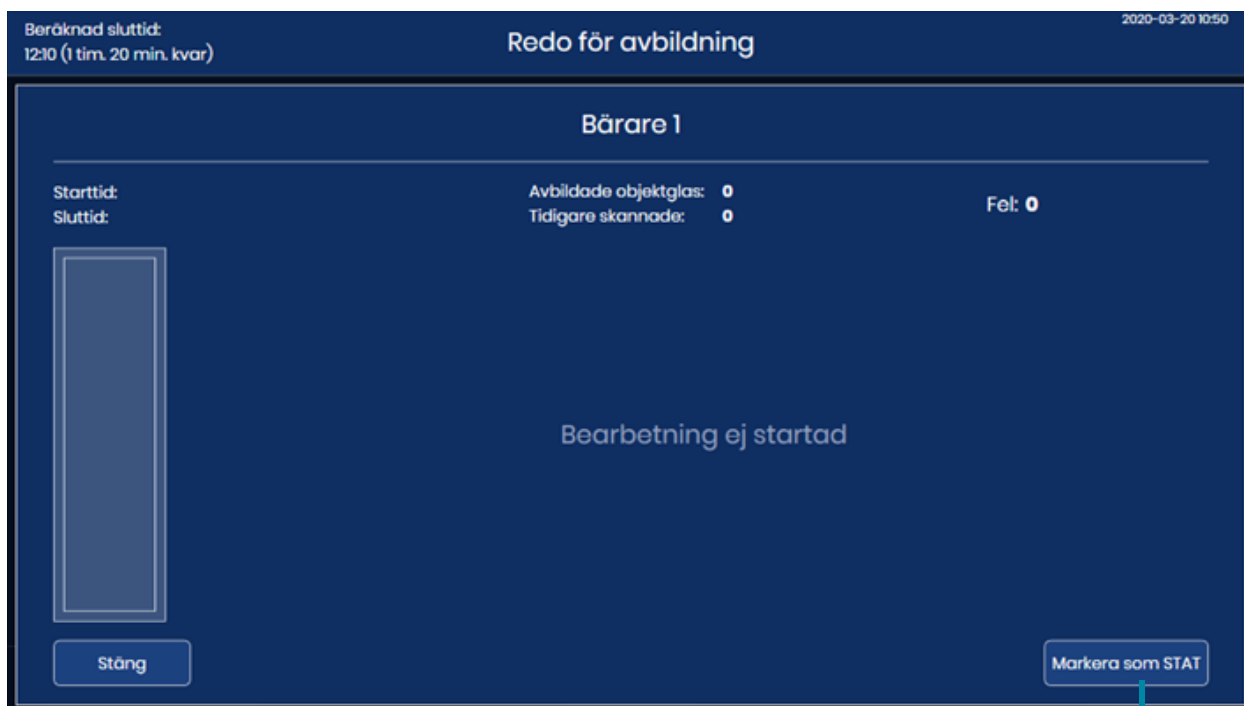 Beräknad sluttid:
12:10 (1 tim. 20 min. kvar)
Redo för avbildning
2020-03-20 10:50
Bärare 1
Starttid:
Sluttid:
Avbildade objektglas: 0
Tidigare skannade: 0
Fel: 0
Bearbetning ej startad
Stäng
Markera som STAT